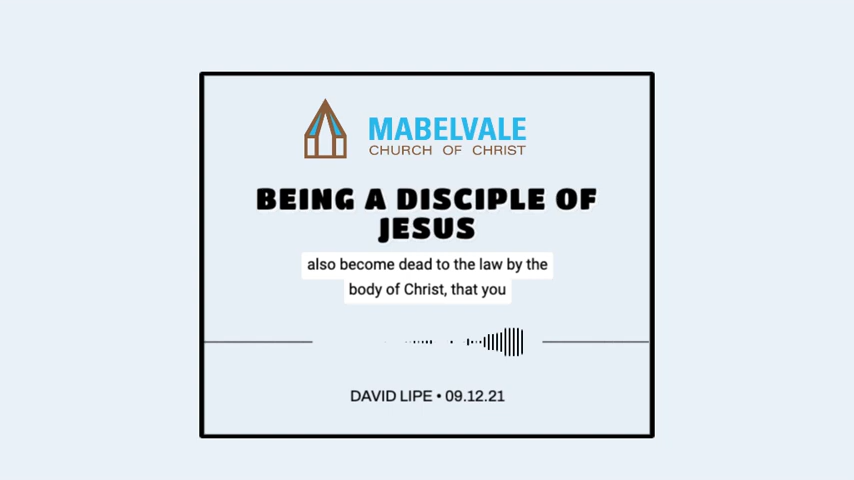 MABELVALE
CHURCH OF CHRIST
BEING A DISCIPLE OF
JESUS
also become dead to the law by the
body of Christ, that you
DAVID LIPE • 09.12.21